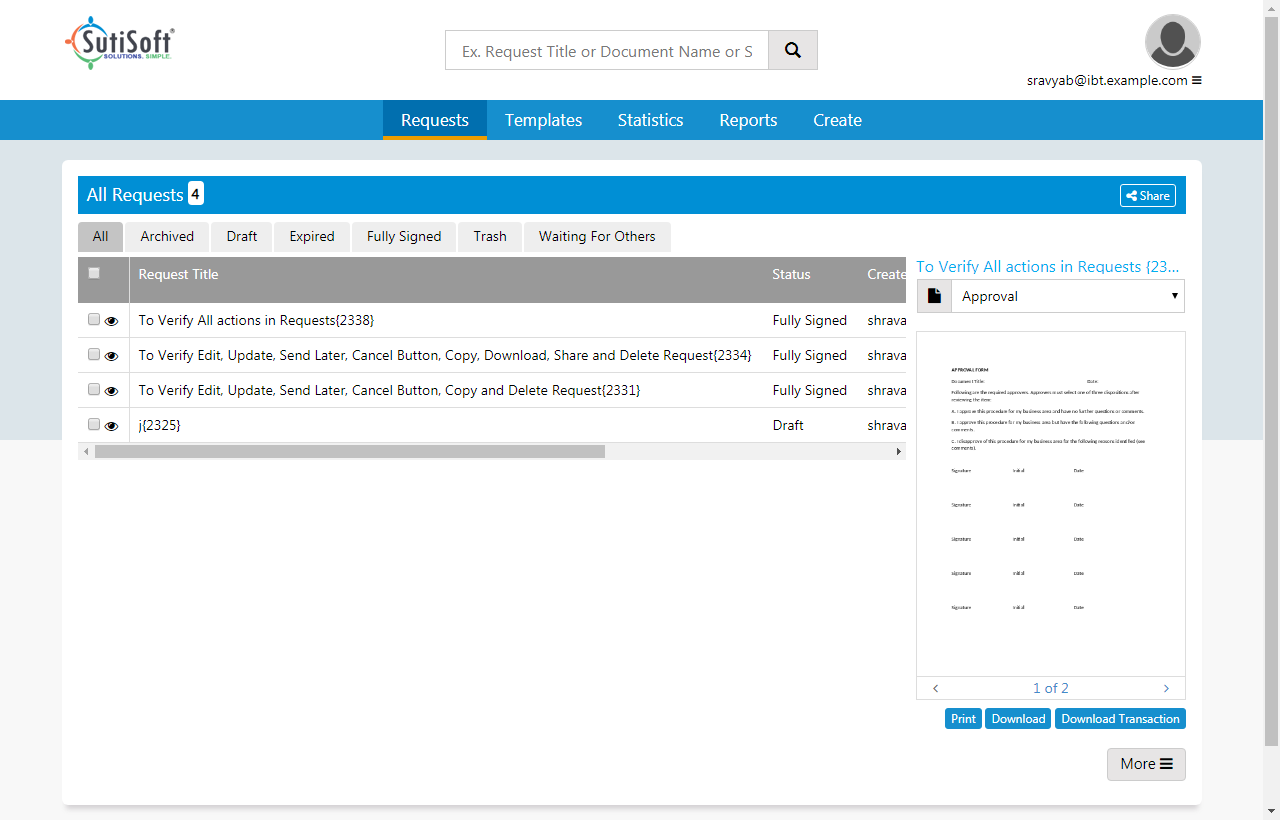 SutiSoft®
SOLUTIONS. SIMPLE.
Ex. Request Title or Document Name or S
sravyab@ibt.example.com
Requests Templates Statistics Reports Create
All Requests 4
Share
All Archived Draft Expired Fully Signed Trash Waiting For Others
Request Title Status Create
To Verify All actions in Requests{2338} Fully Signed shrava
To Verify Edit, Update, Send Later, Cancel Button, Copy, Download, Share and Delete Request{2334} Fully Signed shrava
To Verify Edit, Update, Send Later, Cancel Button, Copy and Delete Request{2331} Fully Signed shrava
j{2325} Draft shrava
To Verify All actions in Requests {23...
Approval
APPROVAL FORM
Document Title: Date:
Following are the required approvers. Approvers must select one of three dispositions after
reviewing the item:
A. I approve this procedure for my business area and have no further questions or comments.
B. I approve this procedure for my business area but have the following questions and/or
comments.
C. I disapprove of this procedure for my business area for the following reasons identified (see
comments).
Signature Initial Date
Signature Initial Date
Signature Initial Date
Signature Initial Date
Signature Initial Date
1 of 2
Print Download Download Transaction
More